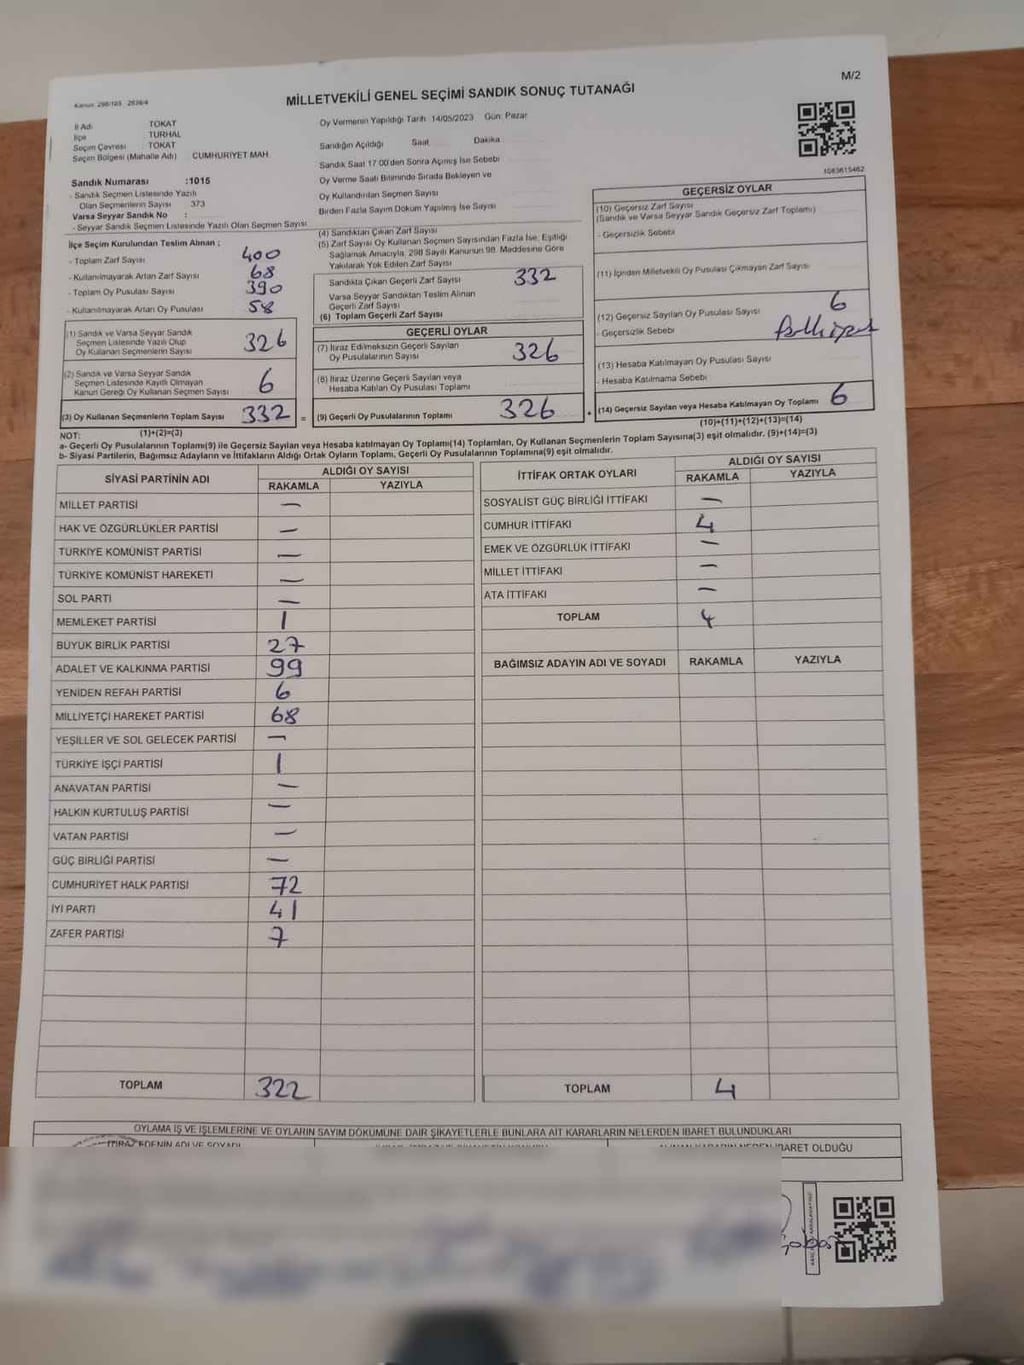 Kanun: 298/105 2839/4
M/2
MİLLETVEKİLİ GENEL SEÇİMİ SANDIK SONUÇ TUTANAĞI
İl Adı TOKAT
İlçe TURHAL
Seçim Çevresi TOKAT
Seçim Bölgesi (Mahalle Adı) CUMHURİYET MAH.
Sandık Numarası :1015
- Sandık Seçmen Listesinde Yazılı
Olan Seçmenlerin Sayısı 373
Varsa Seyyar Sandık No :
- Seyyar Sandık Seçmen Listesinde Yazılı Olan Seçmen Sayısı
Oy Vermenin Yapıldığı Tarih: 14/05/2023 Gün: Pazar
Sandığın Açıldığı Saat Dakika
Sandık Saat 17:00'den Sonra Açılmış İse Sebebi
Oy Verme Saati Bitiminde Sırada Bekleyen ve
Oy Kullandırılan Seçmen Sayısı
Birden Fazla Sayım Döküm Yapılmış İse Sayısı
1083615462
İlçe Seçim Kurulundan Teslim Alınan ;
- Toplam Zarf Sayısı 400
- Kullanılmayarak Artan Zarf Sayısı 68
- Toplam Oy Pusulası Sayısı 390
- Kullanılmayarak Artan Oy Pusulası 58
(1) Sandık ve Varsa Seyyar Sandık
Seçmen Listesinde Yazılı Olup
Oy Kullanan Seçmenlerin Sayısı 326
(2) Sandık ve Varsa Seyyar Sandık
Seçmen Listesinde Kayıtlı Olmayan
Kanun Gereği Oy Kullanan Seçmen Sayısı 6
(3) Oy Kullanan Seçmenlerin Toplam Sayısı 332 =
(1)+(2)=(3)
(4) Sandıktan Çıkan Zarf Sayısı
(5) Zarf Sayısı Oy Kullanan Seçmen Sayısından Fazla İse, Eşitliği
Sağlamak Amacıyla, 298 Sayılı Kanunun 98. Maddesine Göre
Yakılarak Yok Edilen Zarf Sayısı
Sandıkta Çıkan Geçerli Zarf Sayısı 332
Varsa Seyyar Sandıktan Teslim Alınan
Geçerli Zarf Sayısı
(6) Toplam Geçerli Zarf Sayısı
GEÇERLİ OYLAR
(7) İtiraz Edilmeksizin Geçerli Sayılan
Oy Pusulalarının Sayısı 326
(8) İtiraz Üzerine Geçerli Sayılan veya
Hesaba Katılan Oy Pusulası Toplamı
(9) Geçerli Oy Pusulalarının Toplamı 326 +
GEÇERSİZ OYLAR
(10) Geçersiz Zarf Sayısı
(Sandık ve Varsa Seyyar Sandık Geçersiz Zarf Toplamı)
- Geçersizlik Sebebi
(11) İçinden Milletvekili Oy Pusulası Çıkmayan Zarf Sayısı
(12) Geçersiz Sayılan Oy Pusulası Sayısı 6
- Geçersizlik Sebebi
(13) Hesaba Katılmayan Oy Pusulası Sayısı
- Hesaba Katılmama Sebebi
(14) Geçersiz Sayılan veya Hesaba Katılmayan Oy Toplamı 6
(10)+(11)+(12)+(13)=(14)
NOT:
a- Geçerli Oy Pusulalarının Toplamı(9) ile Geçersiz Sayılan veya Hesaba katılmayan Oy Toplamı(14) Toplamları, Oy Kullanan Seçmenlerin Toplam Sayısına(3) eşit olmalıdır. (9)+(14)=(3)
b- Siyasi Partilerin, Bağımsız Adayların ve İttifakların Aldığı Ortak Oyların Toplamı, Geçerli Oy Pusulalarının Toplamına(9) eşit olmalıdır.
SİYASİ PARTİNİN ADI ALDIĞI OY SAYISI
RAKAMLA YAZIYLA
MİLLET PARTİSİ —
HAK VE ÖZGÜRLÜKLER PARTİSİ —
TÜRKİYE KOMÜNİST PARTİSİ —
TÜRKİYE KOMÜNİST HAREKETİ —
SOL PARTİ —
MEMLEKET PARTİSİ 1
BÜYÜK BİRLİK PARTİSİ 27
ADALET VE KALKINMA PARTİSİ 99
YENİDEN REFAH PARTİSİ 6
MİLLİYETÇİ HAREKET PARTİSİ 68
YEŞİLLER VE SOL GELECEK PARTİSİ —
TÜRKİYE İŞÇİ PARTİSİ 1
ANAVATAN PARTİSİ —
HALKIN KURTULUŞ PARTİSİ —
VATAN PARTİSİ —
GÜÇ BİRLİĞİ PARTİSİ —
CUMHURİYET HALK PARTİSİ 72
İYİ PARTİ 41
ZAFER PARTİSİ 7
TOPLAM 322
İTTİFAK ORTAK OYLARI ALDIĞI OY SAYISI
RAKAMLA YAZIYLA
SOSYALİST GÜÇ BİRLİĞİ İTTİFAKI —
CUMHUR İTTİFAKI 4
EMEK VE ÖZGÜRLÜK İTTİFAKI —
MİLLET İTTİFAKI —
ATA İTTİFAKI —
TOPLAM 4
BAĞIMSIZ ADAYIN ADI VE SOYADI RAKAMLA YAZIYLA
TOPLAM 4
OYLAMA İŞ VE İŞLEMLERİNE VE OYLARIN SAYIM DÖKÜMÜNE DAİR ŞİKAYETLERLE BUNLARA AİT KARARLARIN NELERDEN İBARET BULUNDUKLARI
İTİRAZ EDENİN ADI VE SOYADI
İBARET OLDUĞU